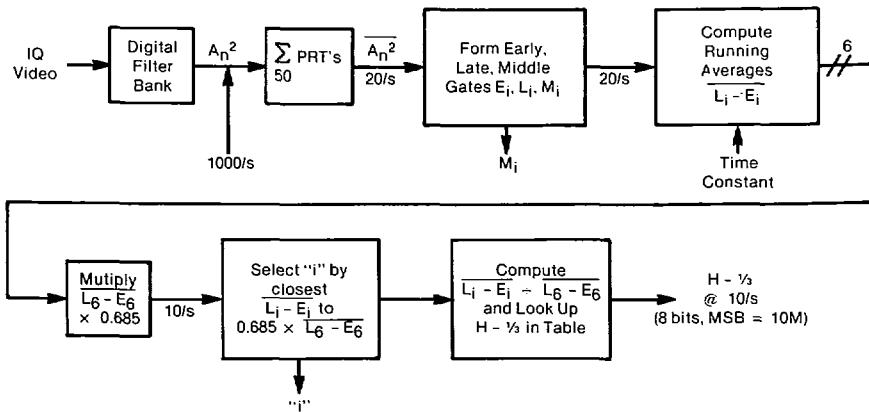 IQ
Video
Digital
Filter
Bank
Aₙ²
1000/s
∑ PRT's
50
Aₙ²
20/s
Form Early,
Late, Middle
Gates Eᵢ, Lᵢ, Mᵢ
Mᵢ
20/s
Compute
Running
Averages
Lᵢ - Eᵢ
Time
Constant
6
Mutiply
L₆ - E₆
× 0.685
10/s
Select "i" by
closest
Lᵢ - Eᵢ to
0.685 × L₆ - E₆
"i"
Compute
Lᵢ - Eᵢ ÷ L₆ - E₆
and Look Up
H - ⅓ in Table
H - ⅓
@ 10/s
(8 bits, MSB = 10M)